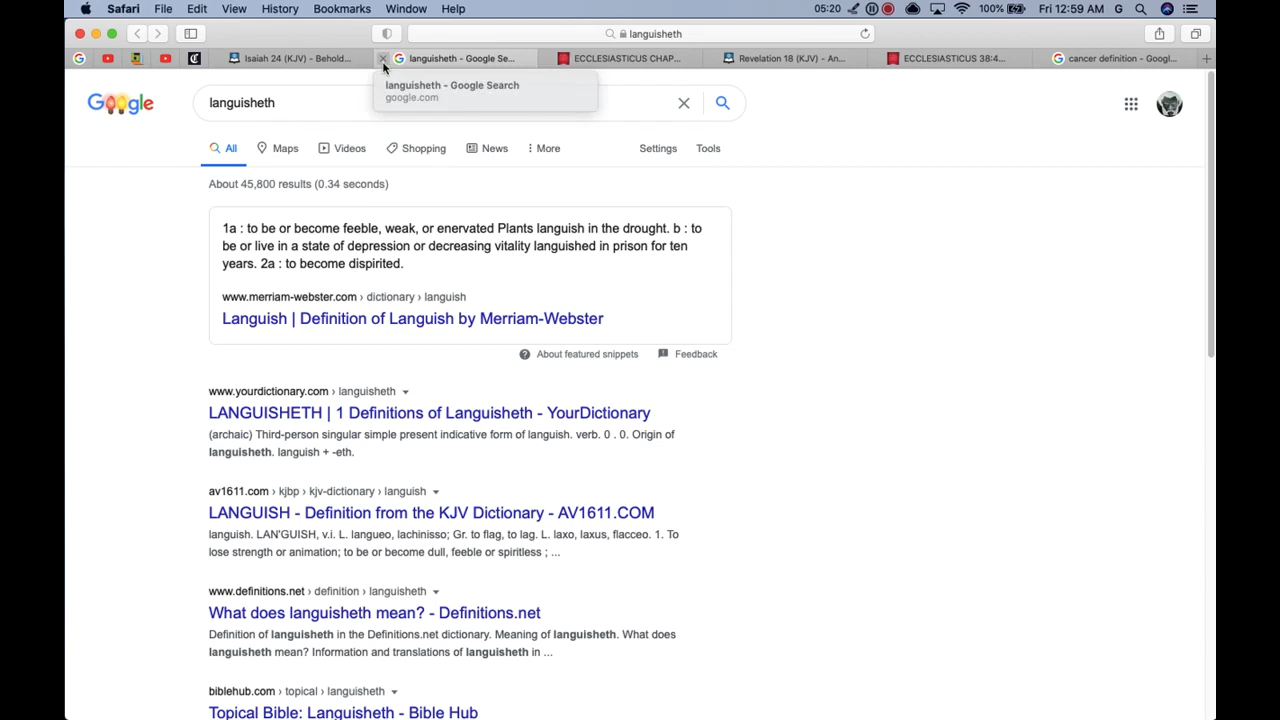 Safari File Edit View History Bookmarks Window Help 05:20 100% Fri 12:59 AM G
languisheth
Isaiah 24 (KJV) - Behold... languisheth - Google Se... ECCLESIASTICUS CHAP... Revelation 18 (KJV) - An... ECCLESIASTICUS 38:4... cancer definition - Googl...
languisheth - Google Search
google.com
Google languisheth
All Maps Videos Shopping News More Settings Tools
About 45,800 results (0.34 seconds)
1a : to be or become feeble, weak, or enervated Plants languish in the drought. b : to
be or live in a state of depression or decreasing vitality languished in prison for ten
years. 2a : to become dispirited.
www.merriam-webster.com › dictionary › languish
Languish | Definition of Languish by Merriam-Webster
About featured snippets Feedback
www.yourdictionary.com › languisheth
LANGUISHETH | 1 Definitions of Languisheth - YourDictionary
(archaic) Third-person singular simple present indicative form of languish. verb. 0 . 0. Origin of
languisheth. languish + -eth.
av1611.com › kjbp › kjv-dictionary › languish
LANGUISH - Definition from the KJV Dictionary - AV1611.COM
languish. LAN'GUISH, v.i. L. langueo, lachinisso; Gr. to flag, to lag. L. laxo, laxus, flacceo. 1. To
lose strength or animation; to be or become dull, feeble or spiritless ; ...
www.definitions.net › definition › languisheth
What does languisheth mean? - Definitions.net
Definition of languisheth in the Definitions.net dictionary. Meaning of languisheth. What does
languisheth mean? Information and translations of languisheth in ...
biblehub.com › topical › languisheth
Topical Bible: Languisheth - Bible Hub